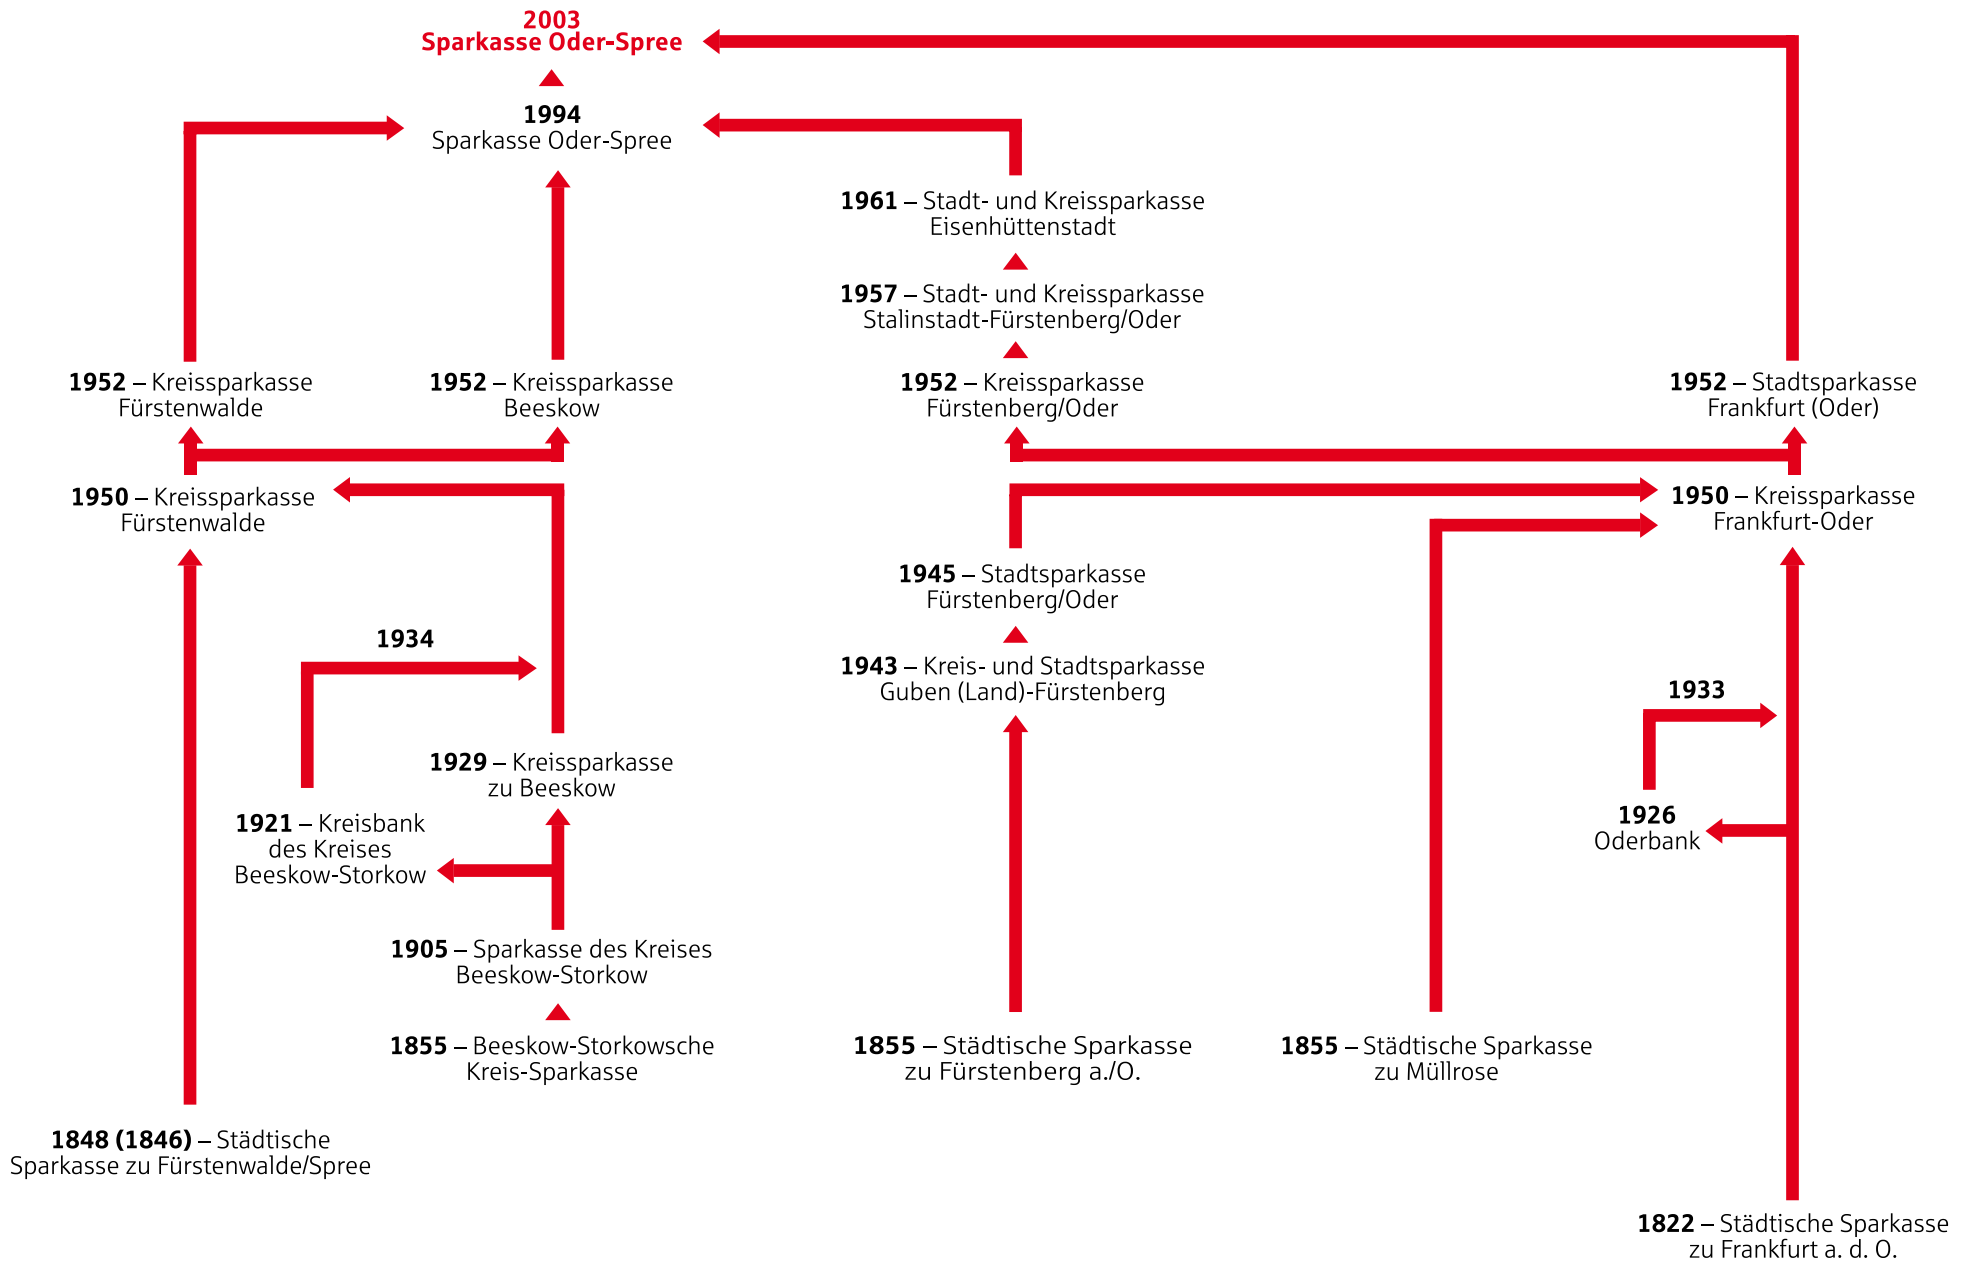 2003
Sparkasse Oder-Spree
1994
Sparkasse Oder-Spree
1961 – Stadt- und Kreissparkasse
Eisenhüttenstadt
1957 – Stadt- und Kreissparkasse
Stalinstadt-Fürstenberg/Oder
1952 – Kreissparkasse
Fürstenwalde
1952 – Kreissparkasse
Beeskow
1952 – Kreissparkasse
Fürstenberg/Oder
1952 – Stadtsparkasse
Frankfurt (Oder)
1950 – Kreissparkasse
Fürstenwalde
1950 – Kreissparkasse
Frankfurt-Oder
1945 – Stadtsparkasse
Fürstenberg/Oder
1934
1943 – Kreis- und Stadtsparkasse
Guben (Land)-Fürstenberg
1933
1929 – Kreissparkasse
zu Beeskow
1921 – Kreisbank
des Kreises
Beeskow-Storkow
1926
Oderbank
1905 – Sparkasse des Kreises
Beeskow-Storkow
1855 – Beeskow-Storkowsche
Kreis-Sparkasse
1855 – Städtische Sparkasse
zu Fürstenberg a./O.
1855 – Städtische Sparkasse
zu Müllrose
1848 (1846) – Städtische
Sparkasse zu Fürstenwalde/Spree
1822 – Städtische Sparkasse
zu Frankfurt a. d. O.